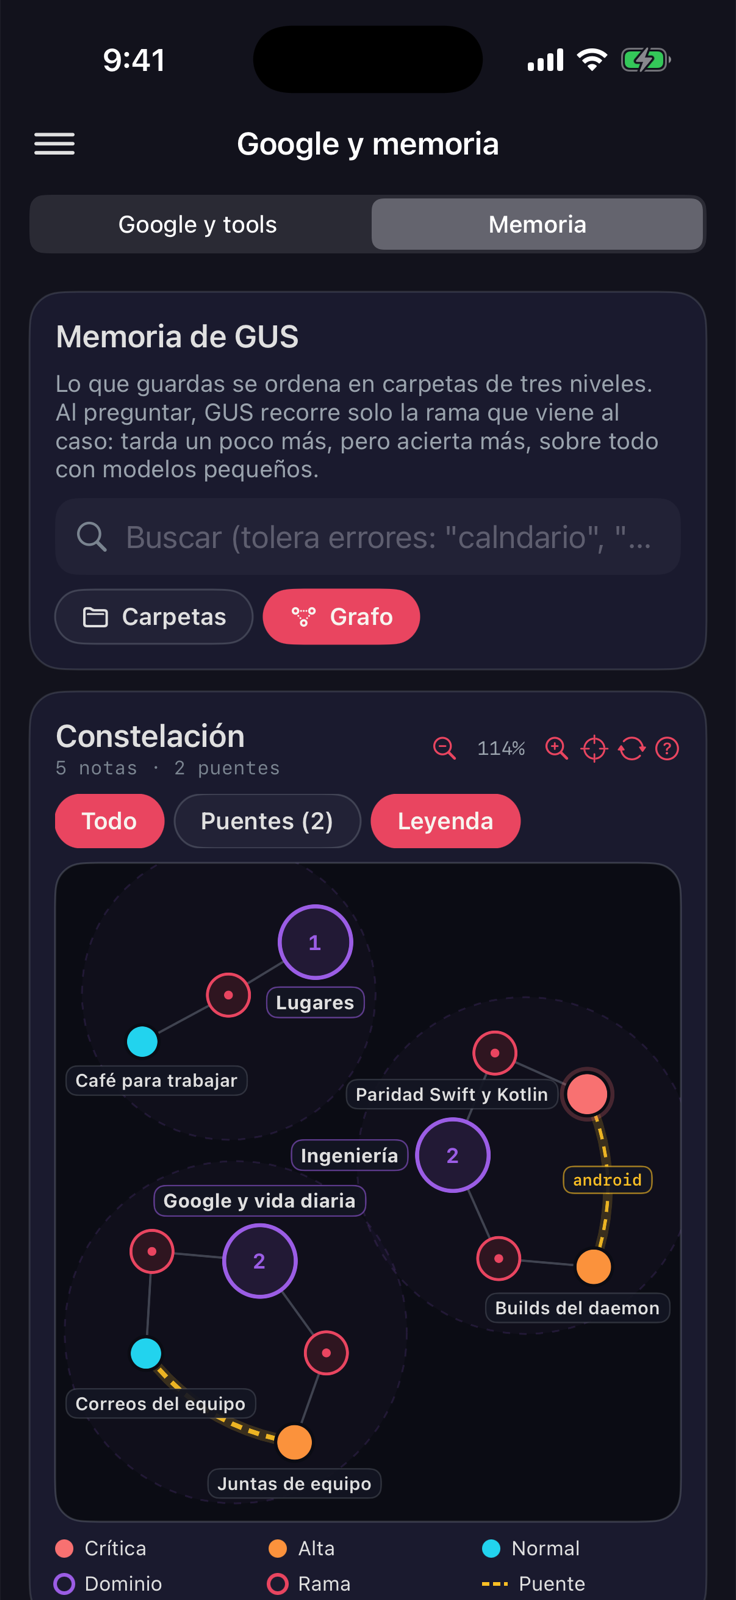 9:41
Google y memoria
Google y tools
Memoria
Memoria de GUS
Lo que guardas se ordena en carpetas de tres niveles.
Al preguntar, GUS recorre solo la rama que viene al
caso: tarda un poco más, pero acierta más, sobre todo
con modelos pequeños.
Buscar (tolera errores: "calndario", "...
Carpetas
Grafo
Constelación
5 notas · 2 puentes
114%
?
Todo
Puentes (2)
Leyenda
1
Lugares
Café para trabajar
Paridad Swift y Kotlin
Ingeniería
2
android
Google y vida diaria
2
Builds del daemon
Correos del equipo
Juntas de equipo
Crítica
Alta
Normal
Dominio
Rama
Puente